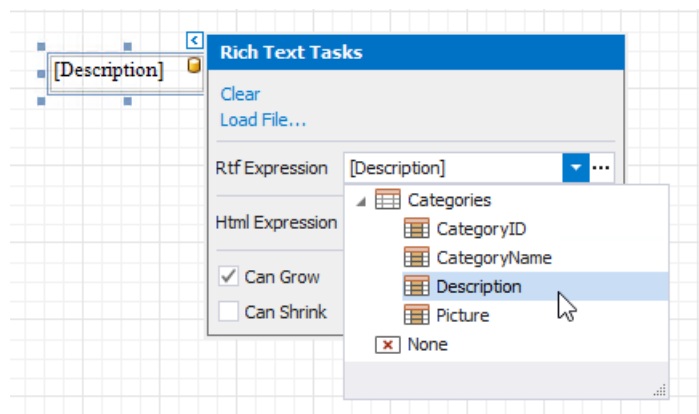 [Description]
Rich Text Tasks
Clear
Load File...
Rtf Expression [Description] ...
Categories
Html Expression
CategoryID
CategoryName
Can Grow
Description
Can Shrink
Picture
None